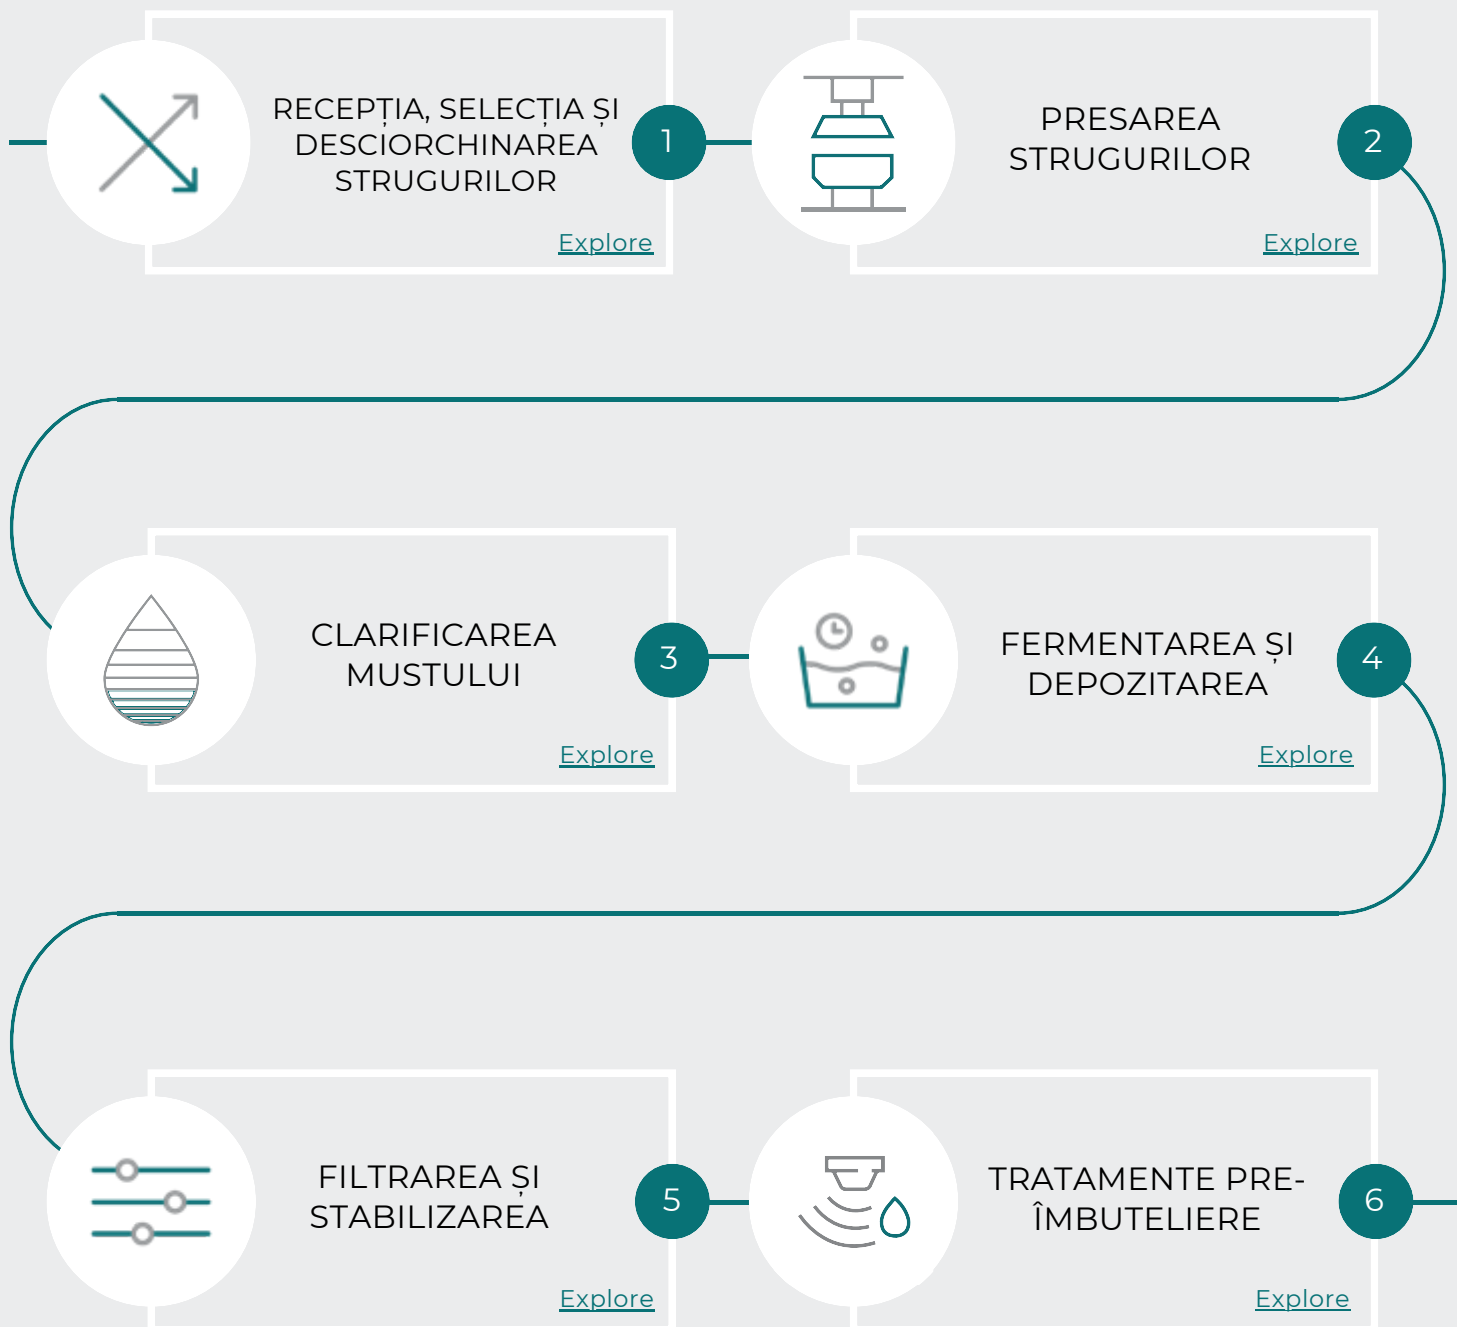 RECEPȚIA, SELECȚIA ȘI
DESCIORCHINAREA
STRUGURILOR
1
Explore
PRESAREA
STRUGURILOR
2
Explore
CLARIFICAREA
MUSTULUI
3
Explore
FERMENTAREA ȘI
DEPOZITAREA
4
Explore
FILTRAREA ȘI
STABILIZAREA
5
Explore
TRATAMENTE PRE-
ÎMBUTELIERE
6
Explore